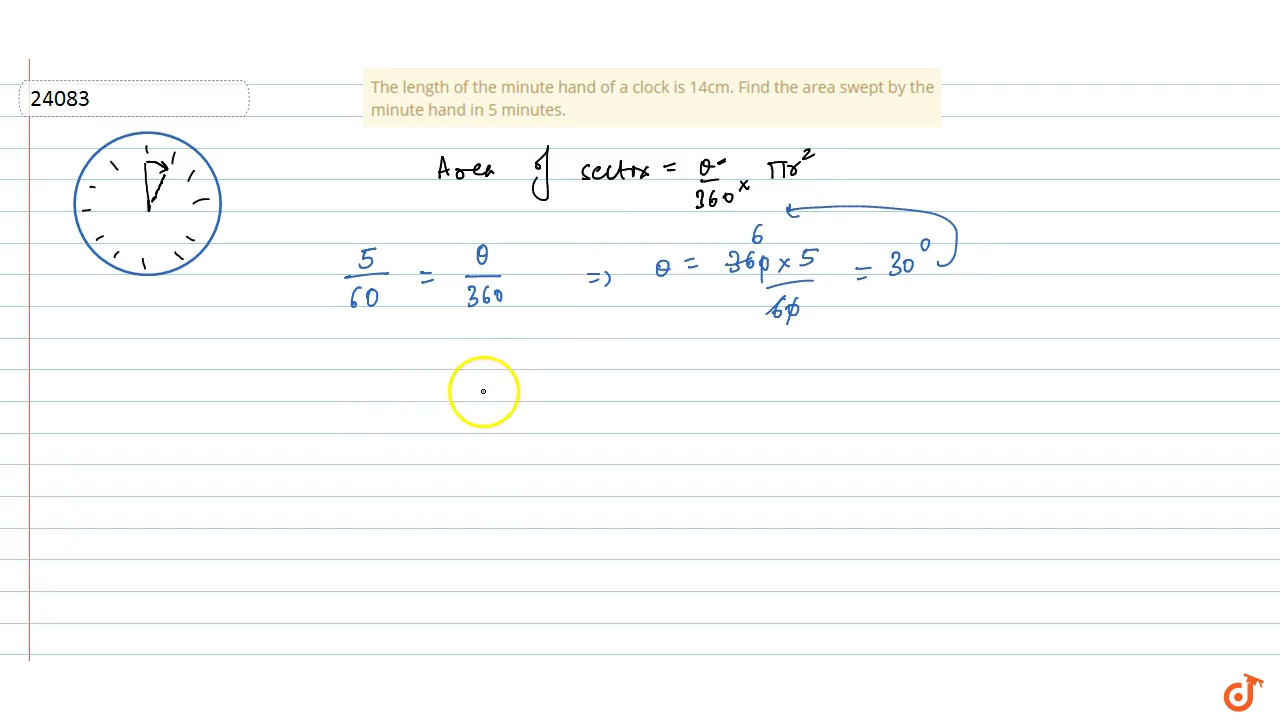 24083
The length of the minute hand of a clock is 14cm. Find the area swept by the
minute hand in 5 minutes.
Area of sector = θ/360 × πr²
5/60 = θ/360 => θ = 360 × 5/60 = 30°
6